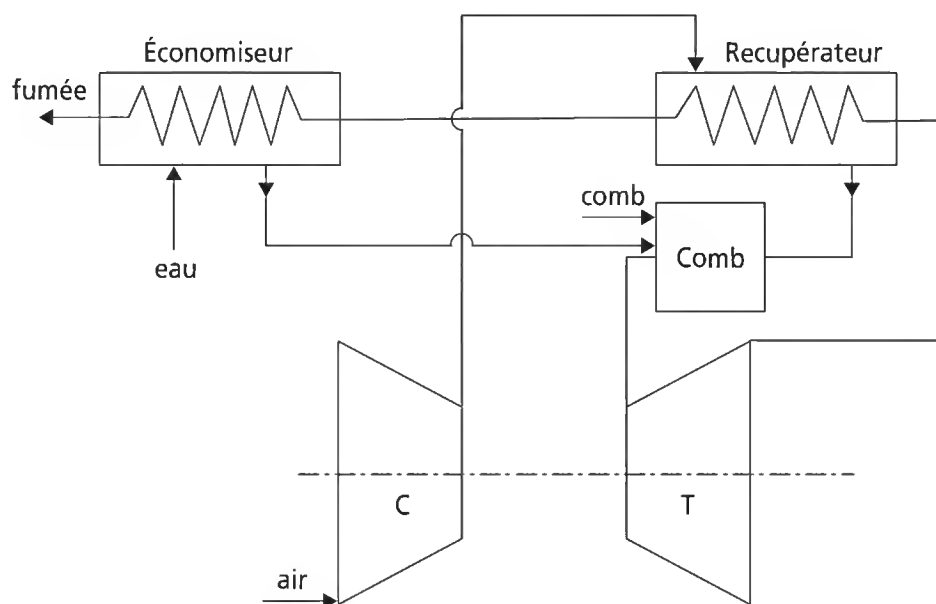 Économiseur
Recupérateur
fumée
comb
eau
Comb
C
T
air